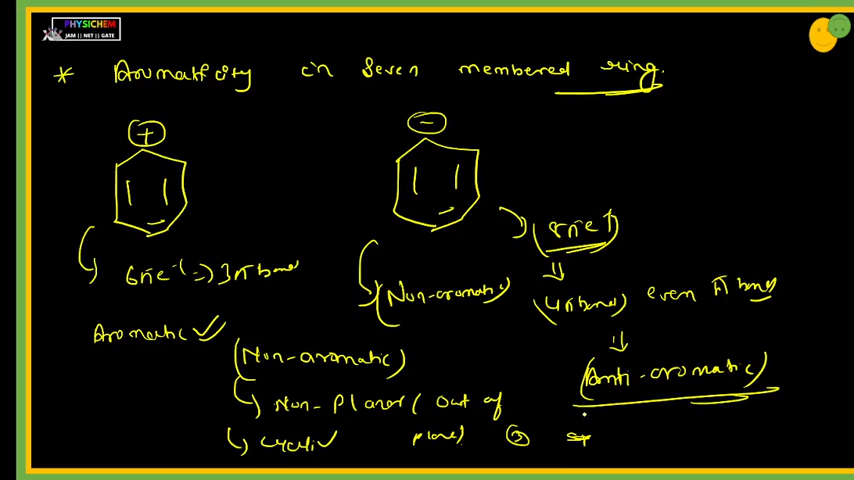 PHYSICHEM
JAM || NET || GATE
* Aromaticity in Seven membered ring.
+
−
6πe⁻ ⇒ 3π bond
(8πe⁻)
(Non-aromatic)
(4π bond) even π bond
Aromatic ✓
(Non-aromatic)
(Anti-aromatic)
Non-planar (out of
plane)
cyclic ✓
③